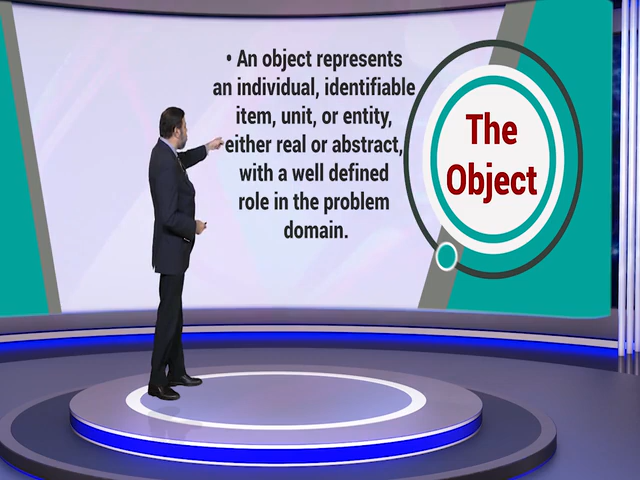 • An object represents
an individual, identifiable
item, unit, or entity,
either real or abstract,
with a well defined
role in the problem
domain.
The
Object